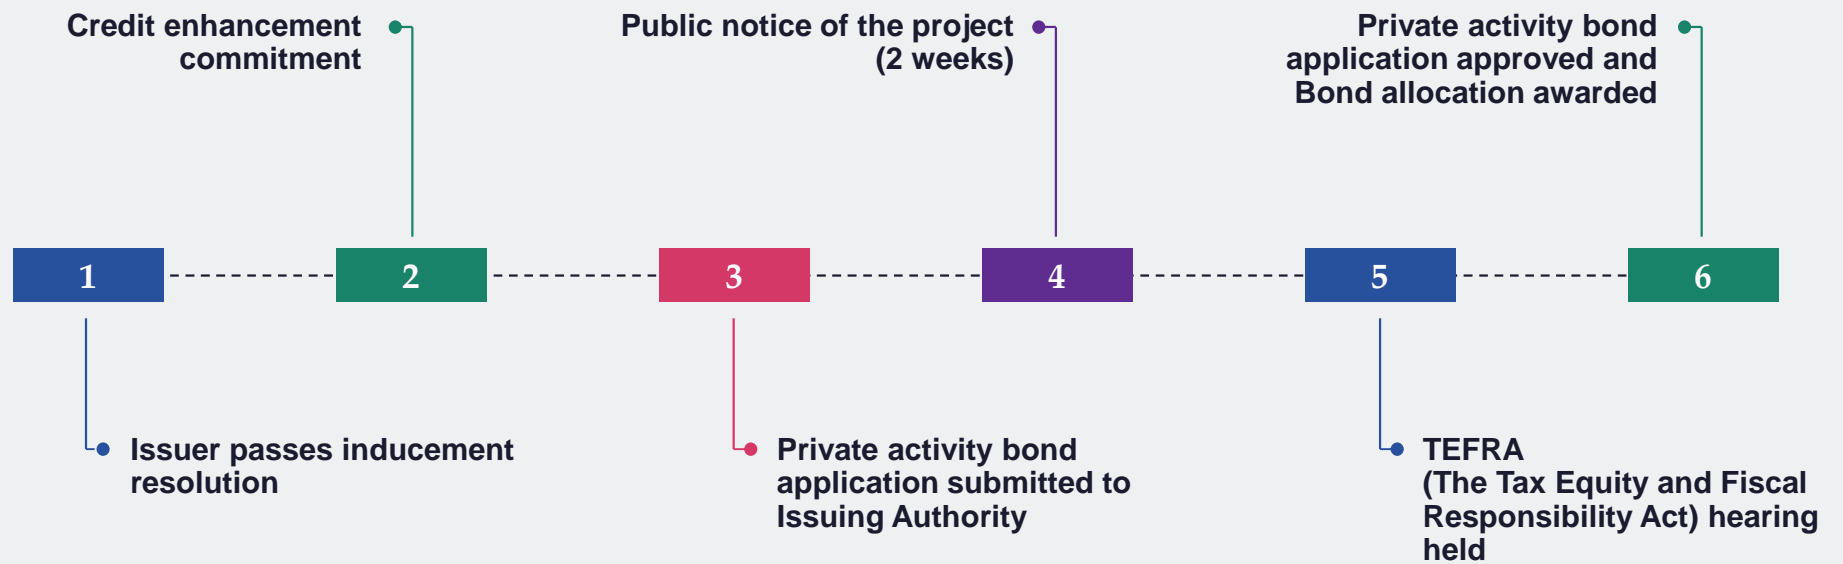 Credit enhancement
commitment
Public notice of the project
(2 weeks)
Private activity bond
application approved and
Bond allocation awarded
1
2
3
4
5
6
Issuer passes inducement
resolution
Private activity bond
application submitted to
Issuing Authority
TEFRA
(The Tax Equity and Fiscal
Responsibility Act) hearing
held